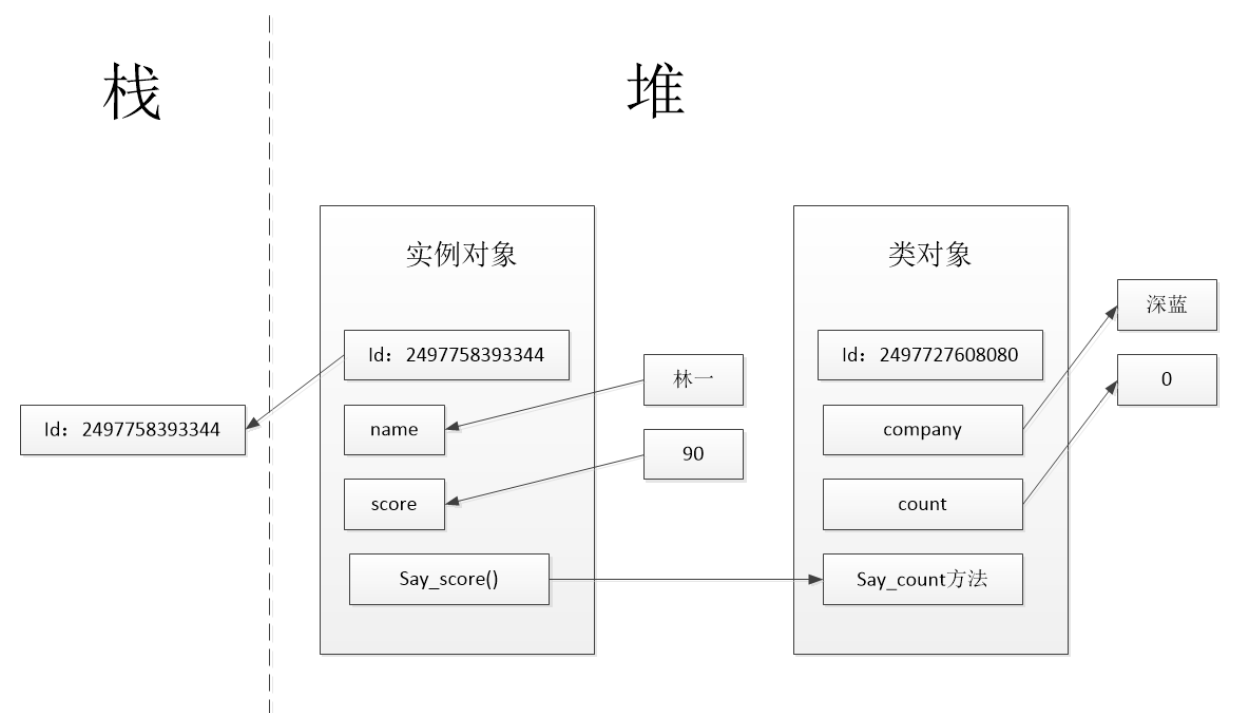 栈
堆
实例对象
类对象
深蓝
Id：2497758393344
Id：2497727608080
林一
0
Id：2497758393344
name
company
90
score
count
Say_score()
Say_count方法